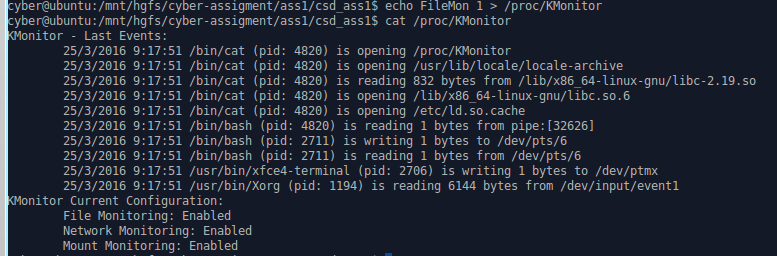 cyber@ubuntu:/mnt/hgfs/cyber-assigment/ass1/csd_ass1$ echo FileMon 1 > /proc/KMonitor
cyber@ubuntu:/mnt/hgfs/cyber-assigment/ass1/csd_ass1$ cat /proc/KMonitor
KMonitor - Last Events:
25/3/2016 9:17:51 /bin/cat (pid: 4820) is opening /proc/KMonitor
25/3/2016 9:17:51 /bin/cat (pid: 4820) is opening /usr/lib/locale/locale-archive
25/3/2016 9:17:51 /bin/cat (pid: 4820) is reading 832 bytes from /lib/x86_64-linux-gnu/libc-2.19.so
25/3/2016 9:17:51 /bin/cat (pid: 4820) is opening /lib/x86_64-linux-gnu/libc.so.6
25/3/2016 9:17:51 /bin/cat (pid: 4820) is opening /etc/ld.so.cache
25/3/2016 9:17:51 /bin/bash (pid: 4820) is reading 1 bytes from pipe:[32626]
25/3/2016 9:17:51 /bin/bash (pid: 2711) is writing 1 bytes to /dev/pts/6
25/3/2016 9:17:51 /bin/bash (pid: 2711) is reading 1 bytes from /dev/pts/6
25/3/2016 9:17:51 /usr/bin/xfce4-terminal (pid: 2706) is writing 1 bytes to /dev/ptmx
25/3/2016 9:17:51 /usr/bin/Xorg (pid: 1194) is reading 6144 bytes from /dev/input/event1
KMonitor Current Configuration:
File Monitoring: Enabled
Network Monitoring: Enabled
Mount Monitoring: Enabled